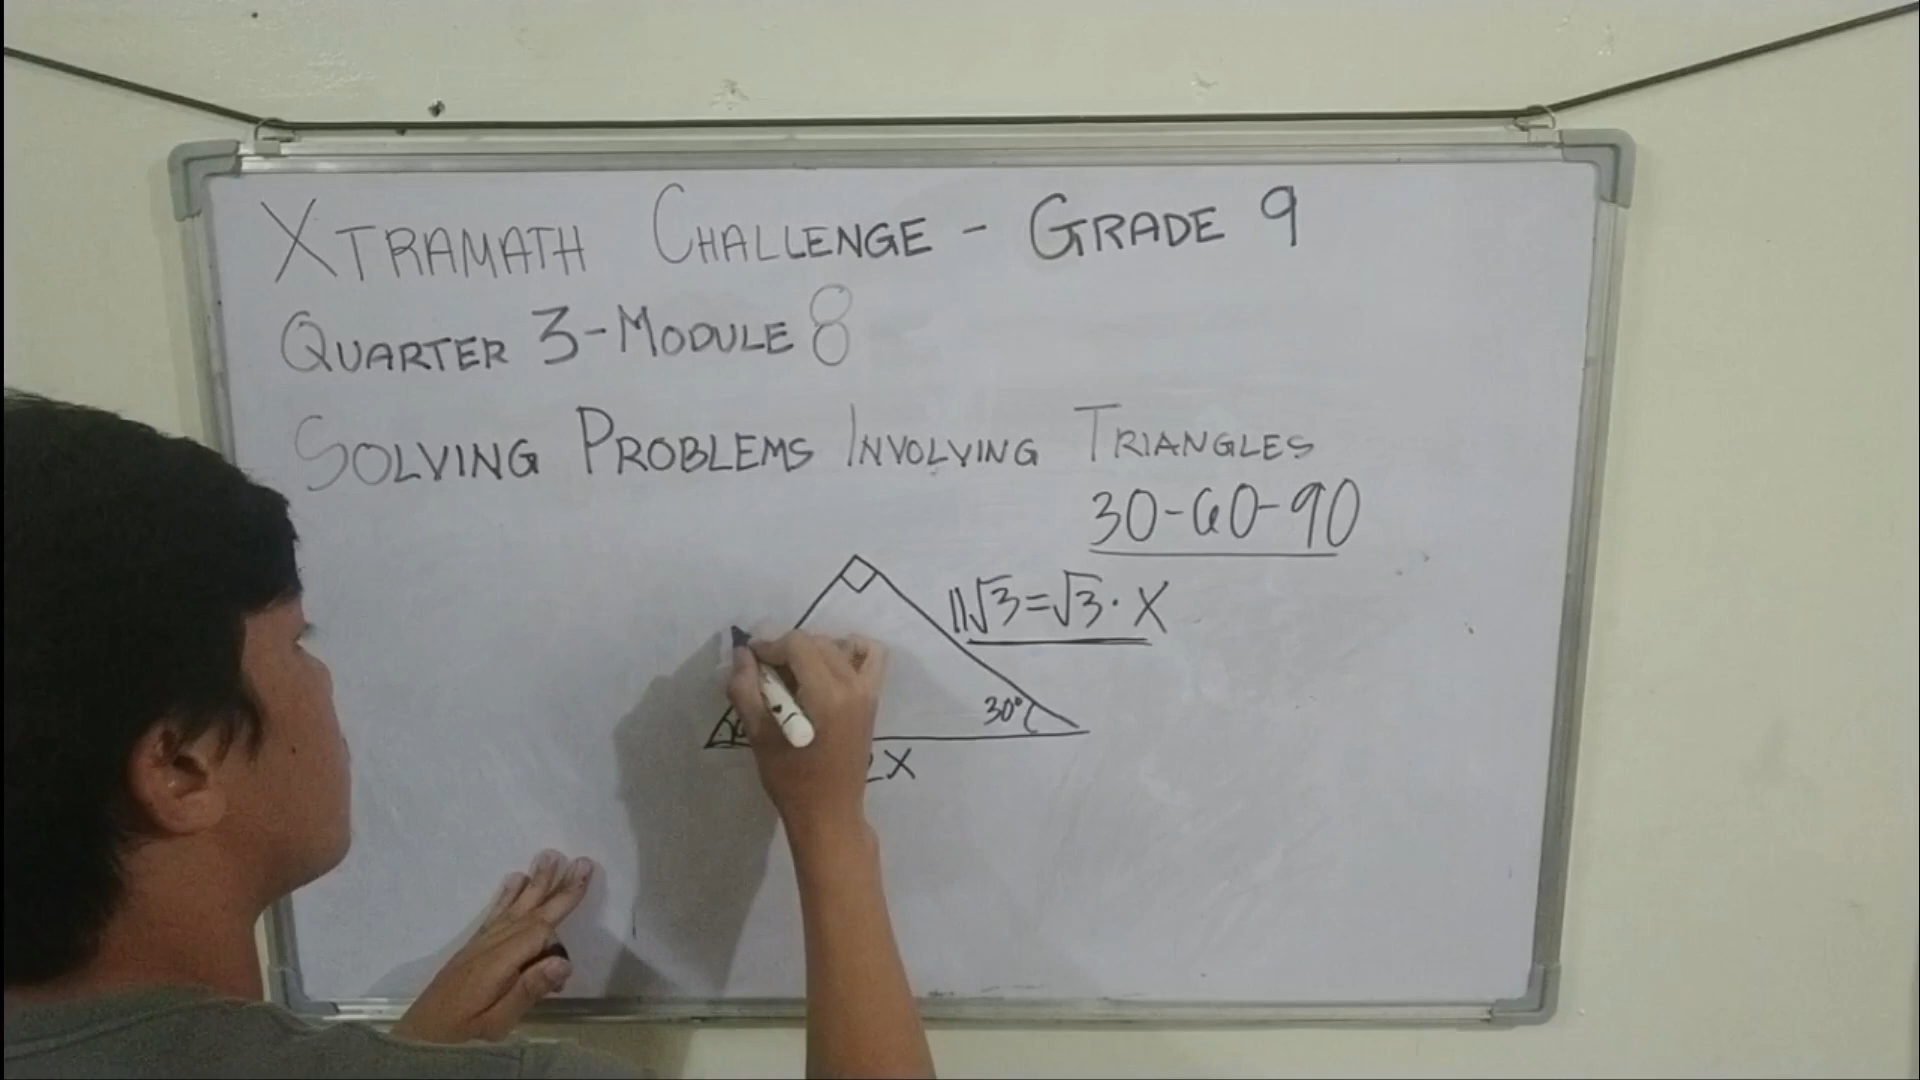 XTRAMATH CHALLENGE - GRADE 9
QUARTER 3-MODULE 8
SOLVING PROBLEMS INVOLVING TRIANGLES
30-60-90
11√3=√3·X
30°
2X